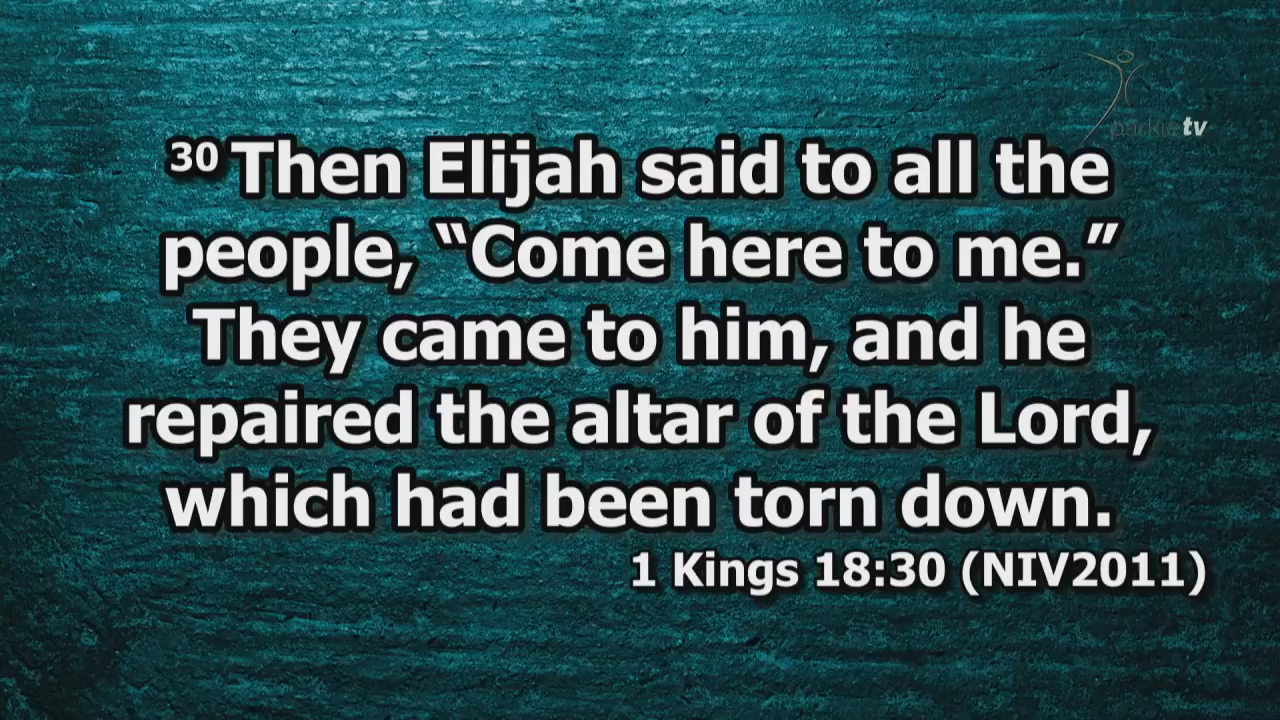 parkletv
30 Then Elijah said to all the
people, “Come here to me.”
They came to him, and he
repaired the altar of the Lord,
which had been torn down.
1 Kings 18:30 (NIV2011)